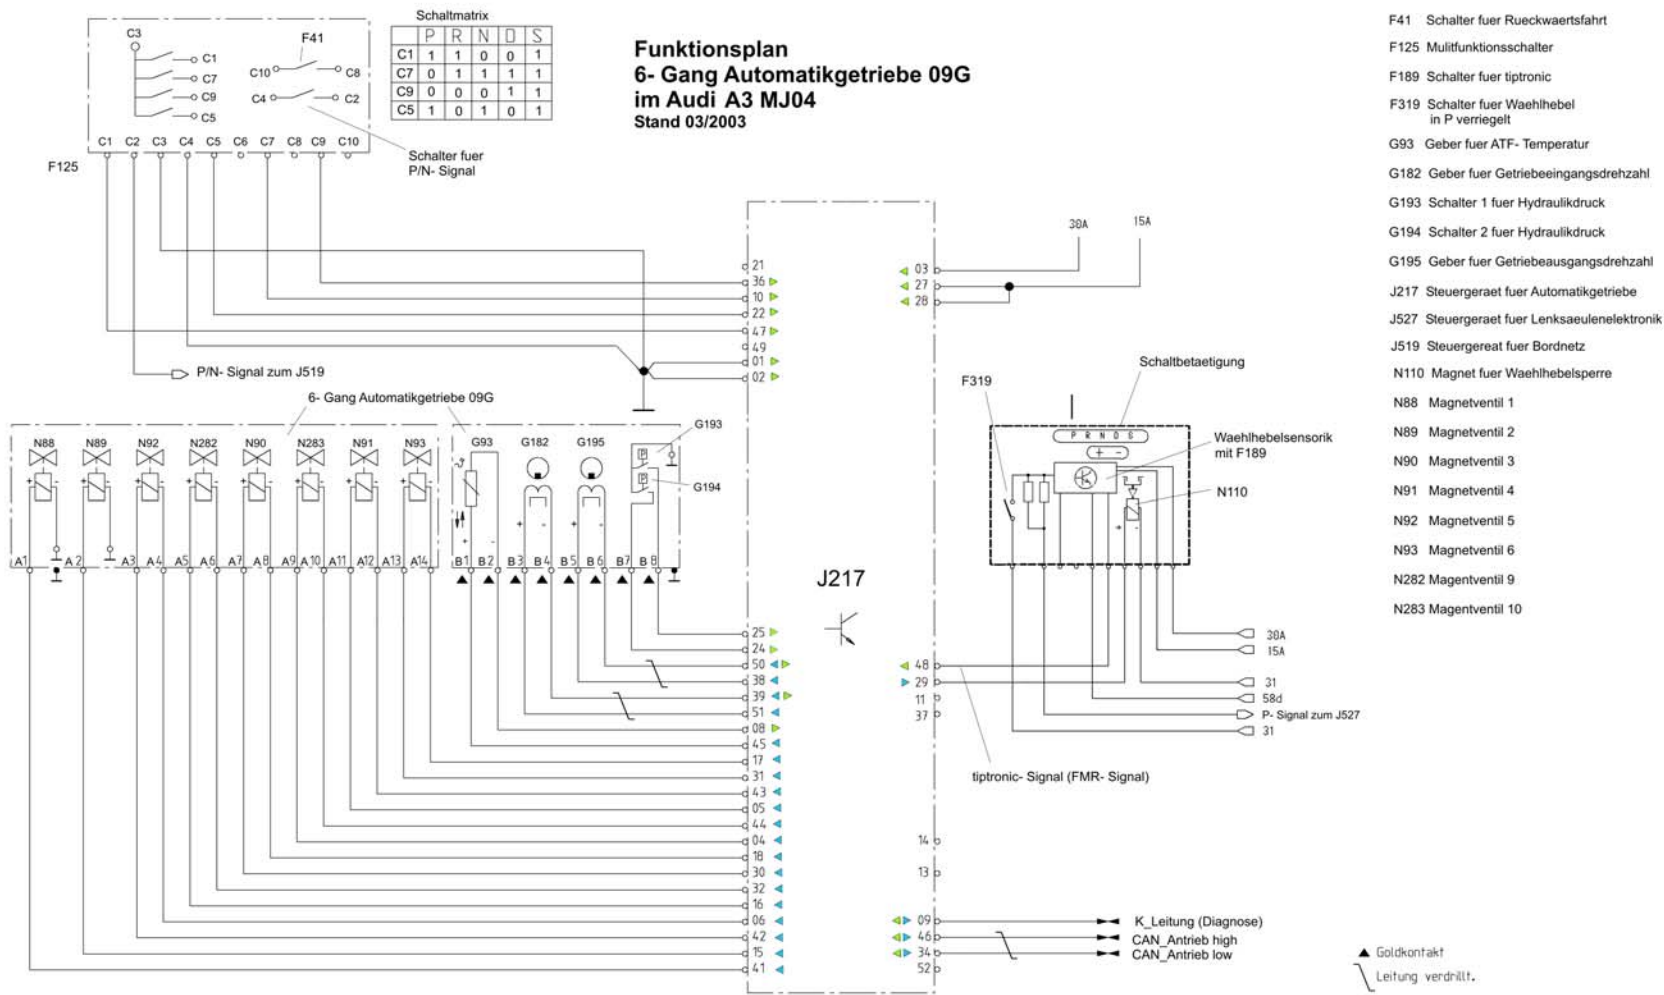 Schaltmatrix
P R N D S
C1 1 1 0 0 1
C7 0 1 1 1 1
C9 0 0 0 1 1
C5 1 0 1 0 1
Funktionsplan
6- Gang Automatikgetriebe 09G
im Audi A3 MJ04
Stand 03/2003
C3
C1
C7
C9
C5
F41
C10
C8
C4
C2
C1 C2 C3 C4 C5 C6 C7 C8 C9 C10
F125
Schalter fuer
P/N- Signal
P/N- Signal zum J519
6- Gang Automatikgetriebe 09G
N88 N89 N92 N282 N90 N283 N91 N93
+ - + - + - + - + - + - + - + -
A1 A2 A3 A4 A5 A6 A7 A8 A9 A10 A11 A12 A13 A14
G93 G182 G195
G193
G194
P
P
+ - + - + -
B1 B2 B3 B4 B5 B6 B7 B8
21
36
10
22
47
49
01
02
25
24
50
38
39
51
08
45
17
31
43
05
44
04
18
30
32
16
06
42
15
41
J217
03
27
28
48
29
11
37
14
13
09
46
34
52
30A
15A
Schaltbetaetigung
F319
P R N D S
+ -
Waehlhebelsensorik
mit F189
N110
+ -
30A
15A
31
58d
P- Signal zum J527
31
tiptronic- Signal (FMR- Signal)
K_Leitung (Diagnose)
CAN_Antrieb high
CAN_Antrieb low
F41 Schalter fuer Rueckwaertsfahrt
F125 Mulitfunktionsschalter
F189 Schalter fuer tiptronic
F319 Schalter fuer Waehlhebel
in P verriegelt
G93 Geber fuer ATF- Temperatur
G182 Geber fuer Getriebeeingangsdrehzahl
G193 Schalter 1 fuer Hydraulikdruck
G194 Schalter 2 fuer Hydraulikdruck
G195 Geber fuer Getriebeausgangsdrehzahl
J217 Steuergeraet fuer Automatikgetriebe
J527 Steuergeraet fuer Lenksaeulenelektronik
J519 Steuergereat fuer Bordnetz
N110 Magnet fuer Waehlhebelsperre
N88 Magnetventil 1
N89 Magnetventil 2
N90 Magnetventil 3
N91 Magnetventil 4
N92 Magnetventil 5
N93 Magnetventil 6
N282 Magentventil 9
N283 Magentventil 10
Goldkontakt
Leitung verdrillt.